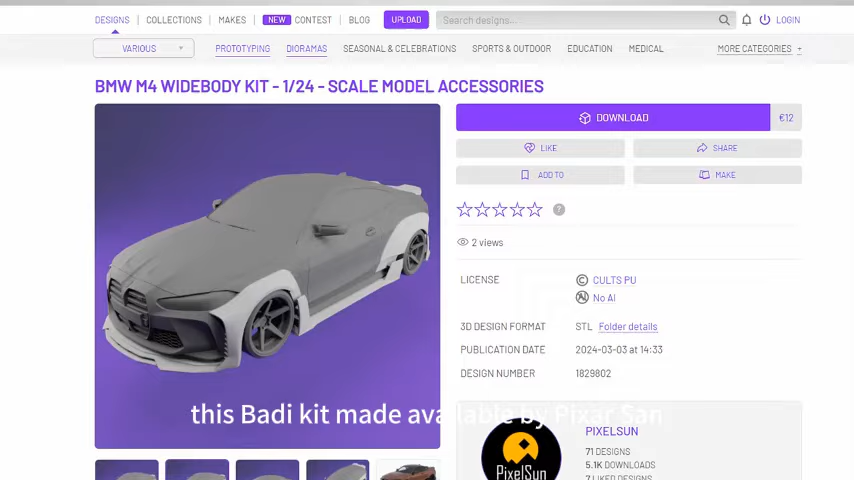 DESIGNS COLLECTIONS MAKES NEW CONTEST BLOG UPLOAD Search designs... LOGIN
VARIOUS PROTOTYPING DIORAMAS SEASONAL & CELEBRATIONS SPORTS & OUTDOOR EDUCATION MEDICAL MORE CATEGORIES +
BMW M4 WIDEBODY KIT - 1/24 - SCALE MODEL ACCESSORIES
DOWNLOAD €12
LIKE SHARE
ADD TO MAKE
?
2 views
LICENSE CULTS PU
No AI
3D DESIGN FORMAT STL Folder details
PUBLICATION DATE 2024-03-03 at 14:33
DESIGN NUMBER 1829802
this Badi kit made available by Pixar San
PIXELSUN
71 DESIGNS
5.1K DOWNLOADS
7 LIKED DESIGNS
PixelSun